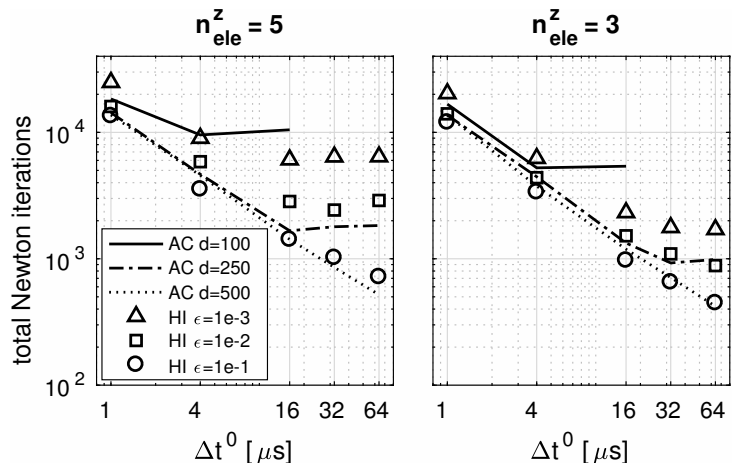 n^z_ele = 5
n^z_ele = 3
total Newton iterations
10^4
10^3
10^2
AC d=100
AC d=250
AC d=500
HI ϵ=1e-3
HI ϵ=1e-2
HI ϵ=1e-1
1 4 16 32 64
1 4 16 32 64
Δt^0 [μs]
Δt^0 [μs]